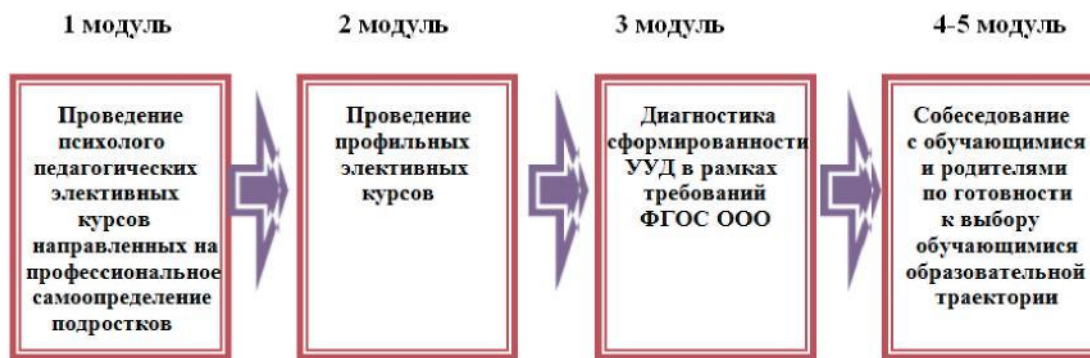 1 модуль
2 модуль
3 модуль
4-5 модуль
Проведение
психолого
педагогических
элективных
курсов
направленных на
профессиональное
самоопределение
подростков
Проведение
профильных
элективных
курсов
Диагностика
сформированности
УУД в рамках
требований
ФГОС ООО
Собеседование
с обучающимися
и родителями
по готовности
к выбору
обучающимися
образовательной
траектории